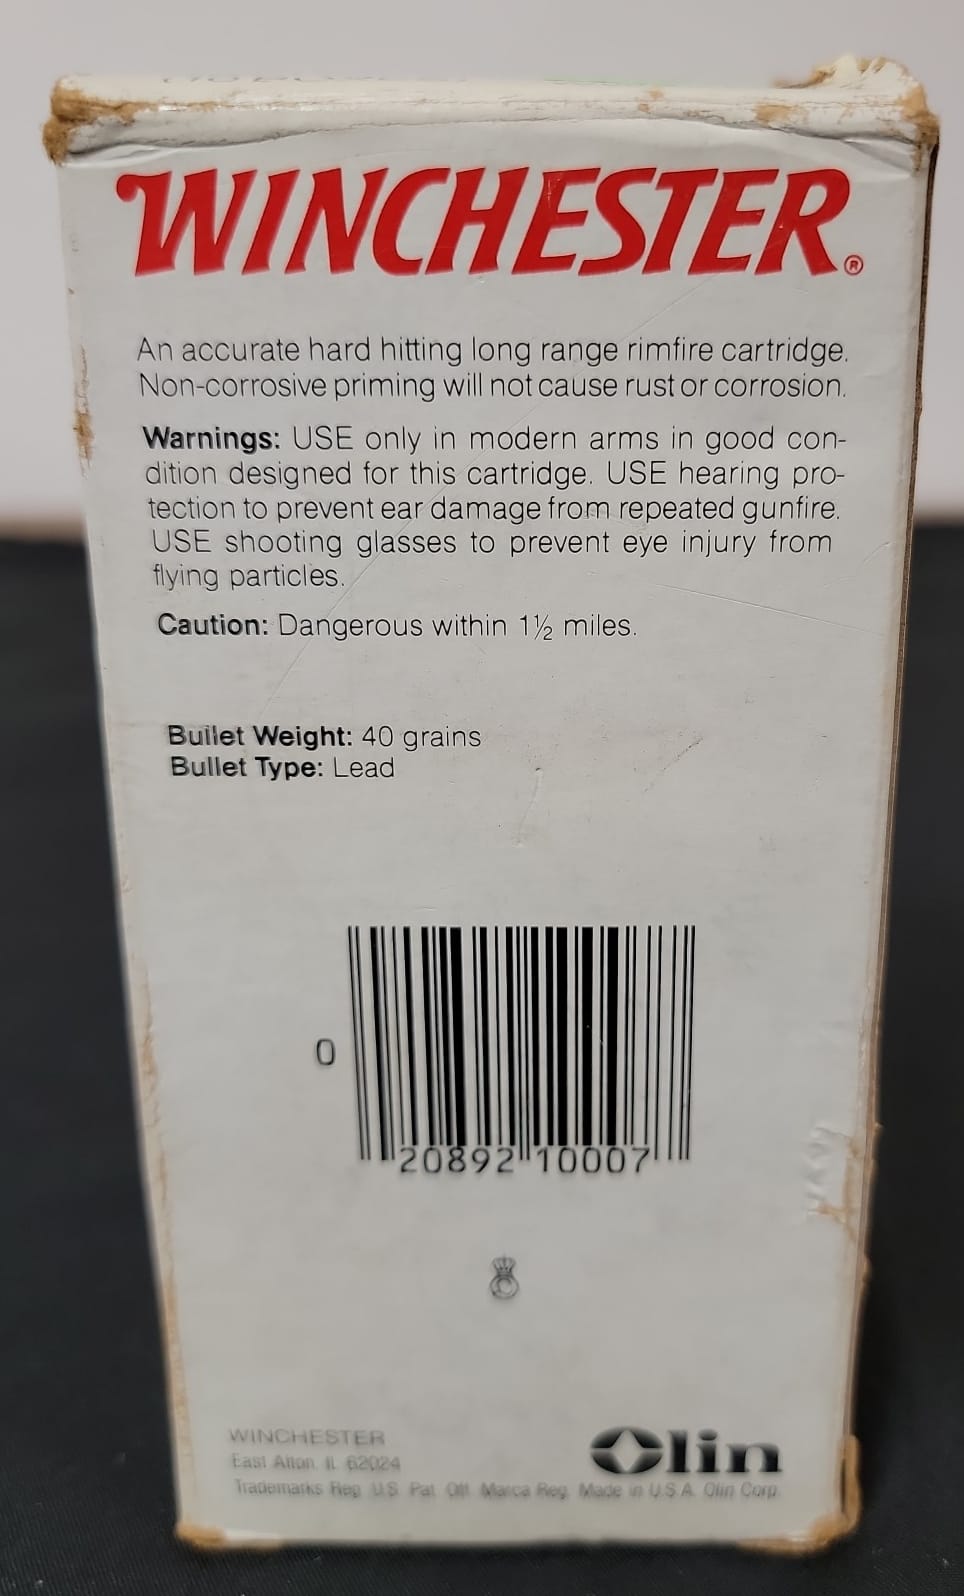 WINCHESTER®
An accurate hard hitting long range rimfire cartridge.
Non-corrosive priming will not cause rust or corrosion.
Warnings: USE only in modern arms in good con-
dition designed for this cartridge. USE hearing pro-
tection to prevent ear damage from repeated gunfire.
USE shooting glasses to prevent eye injury from
flying particles.
Caution: Dangerous within 1½ miles.
Bullet Weight: 40 grains
Bullet Type: Lead
0 20892 10007
WINCHESTER
East Alton, IL 62024
Olin
Trademarks Reg. U.S. Pat. Off. Marca Reg. Made in U.S.A. Olin Corp.